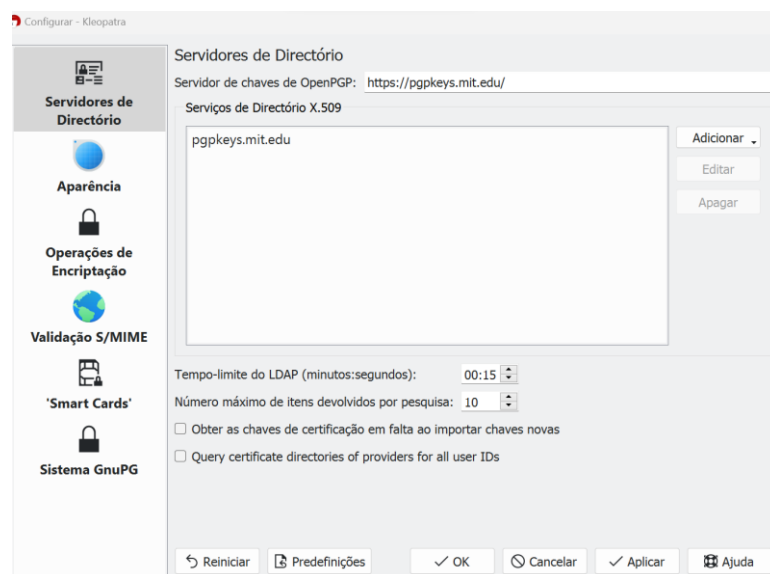 Configurar - Kleopatra
Servidores de Directório
Aparência
Operações de Encriptação
Validação S/MIME
'Smart Cards'
Sistema GnuPG
Servidores de Directório
Servidor de chaves de OpenPGP: https://pgpkeys.mit.edu/
Serviços de Directório X.509
pgpkeys.mit.edu
Adicionar
Editar
Apagar
Tempo-limite do LDAP (minutos:segundos): 00:15
Número máximo de itens devolvidos por pesquisa: 10
Obter as chaves de certificação em falta ao importar chaves novas
Query certificate directories of providers for all user IDs
Reiniciar Predefinições OK Cancelar Aplicar Ajuda